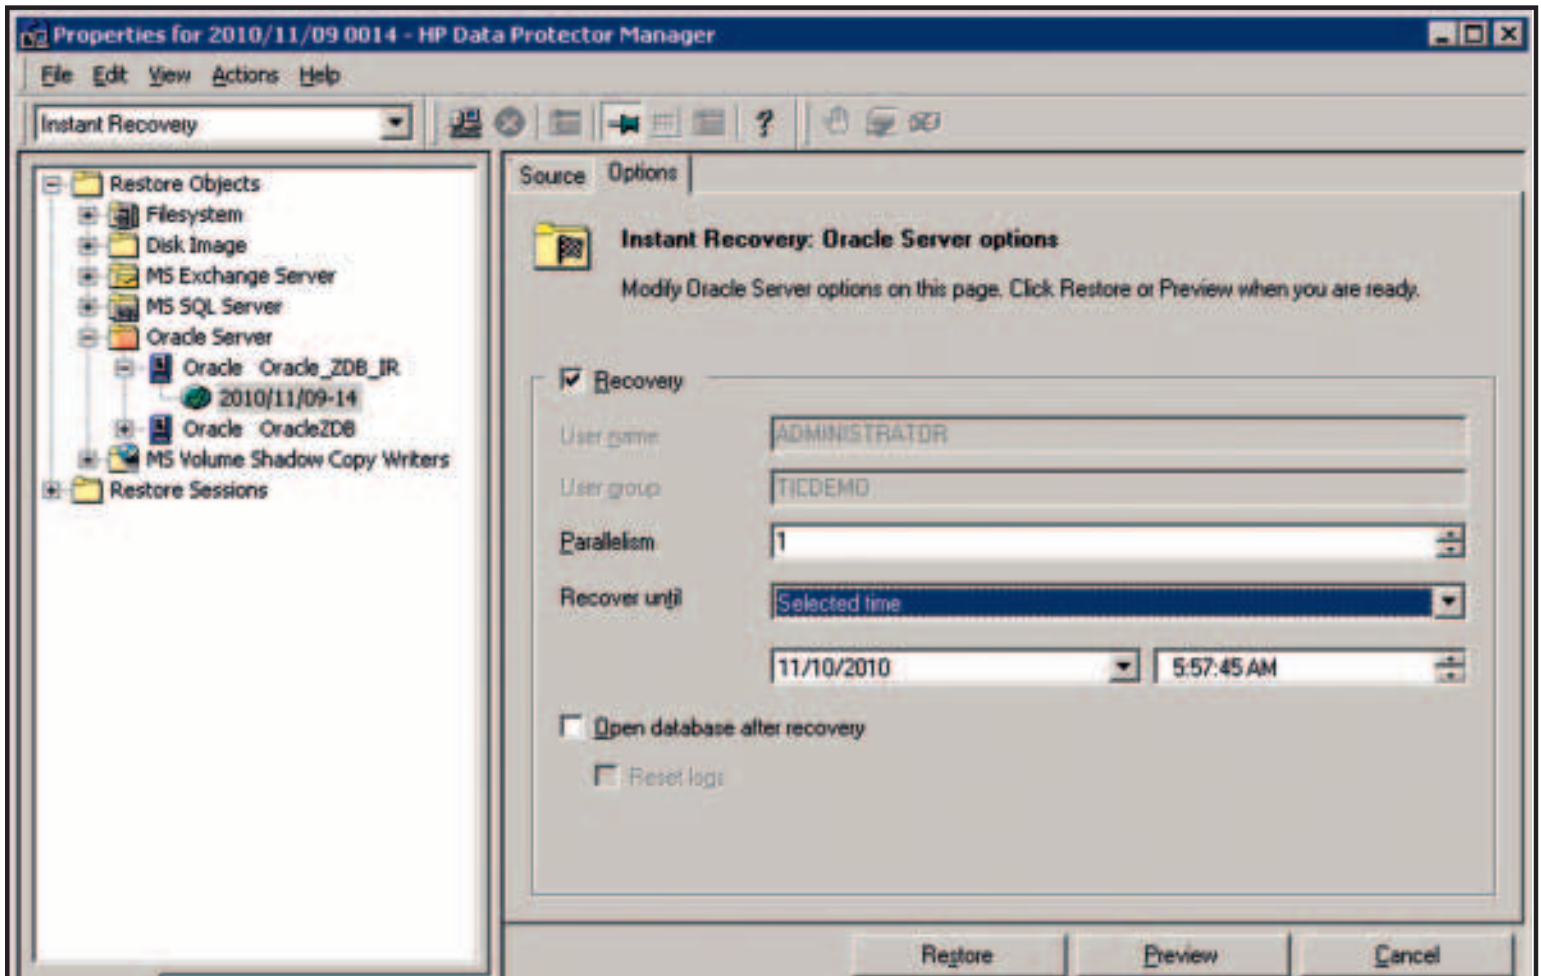 Properties for 2010/11/09 0014 - HP Data Protector Manager
File Edit View Actions Help
Instant Recovery
Restore Objects
Filesystem
Disk Image
MS Exchange Server
MS SQL Server
Oracle Server
Oracle Oracle_ZDB_IR
2010/11/09-14
Oracle OracleZDB
MS Volume Shadow Copy Writers
Restore Sessions
Source Options
Instant Recovery: Oracle Server options
Modify Oracle Server options on this page. Click Restore or Preview when you are ready.
Recovery
User name ADMINISTRATOR
User group TICDEMO
Parallelism 1
Recover until Selected time
11/10/2010 5:57:45 AM
Open database after recovery
Reset logs
Restore Preview Cancel